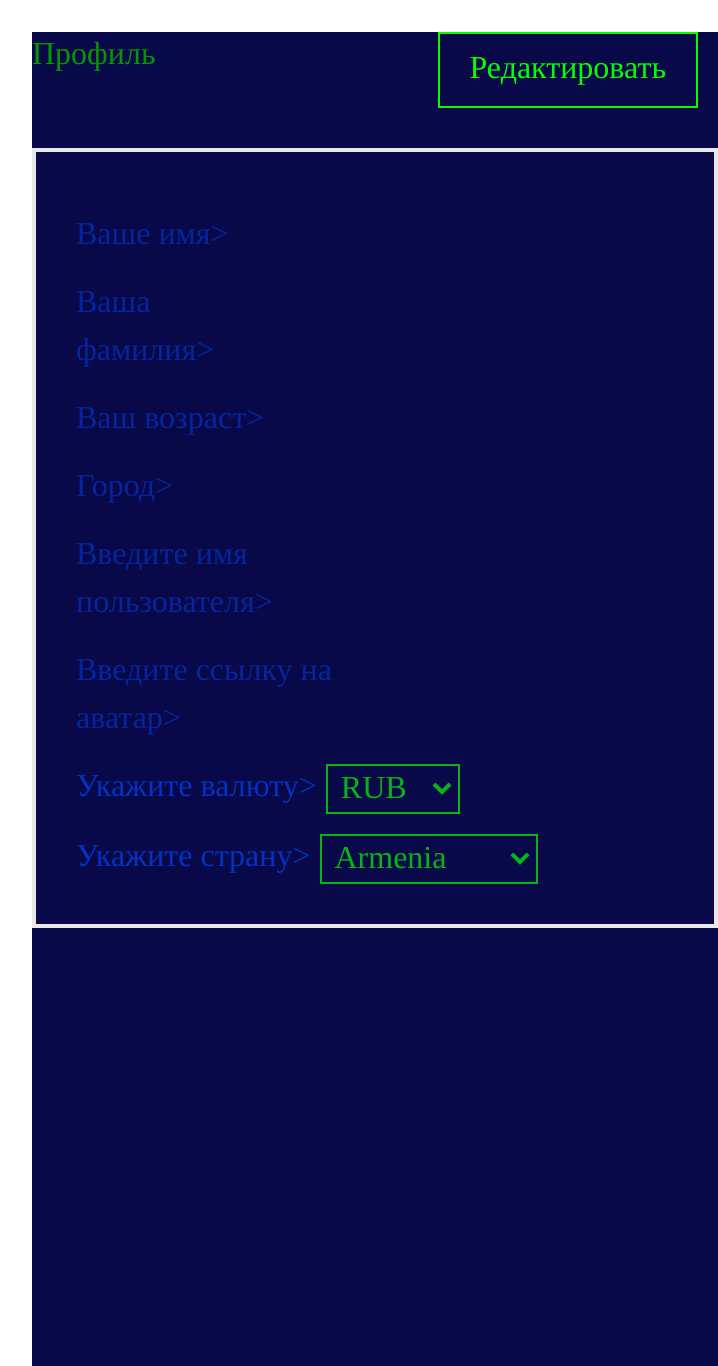 Профиль
Редактировать
Ваше имя>
Ваша
фамилия>
Ваш возраст>
Город>
Введите имя
пользователя>
Введите ссылку на
аватар>
Укажите валюту> RUB
Укажите страну> Armenia